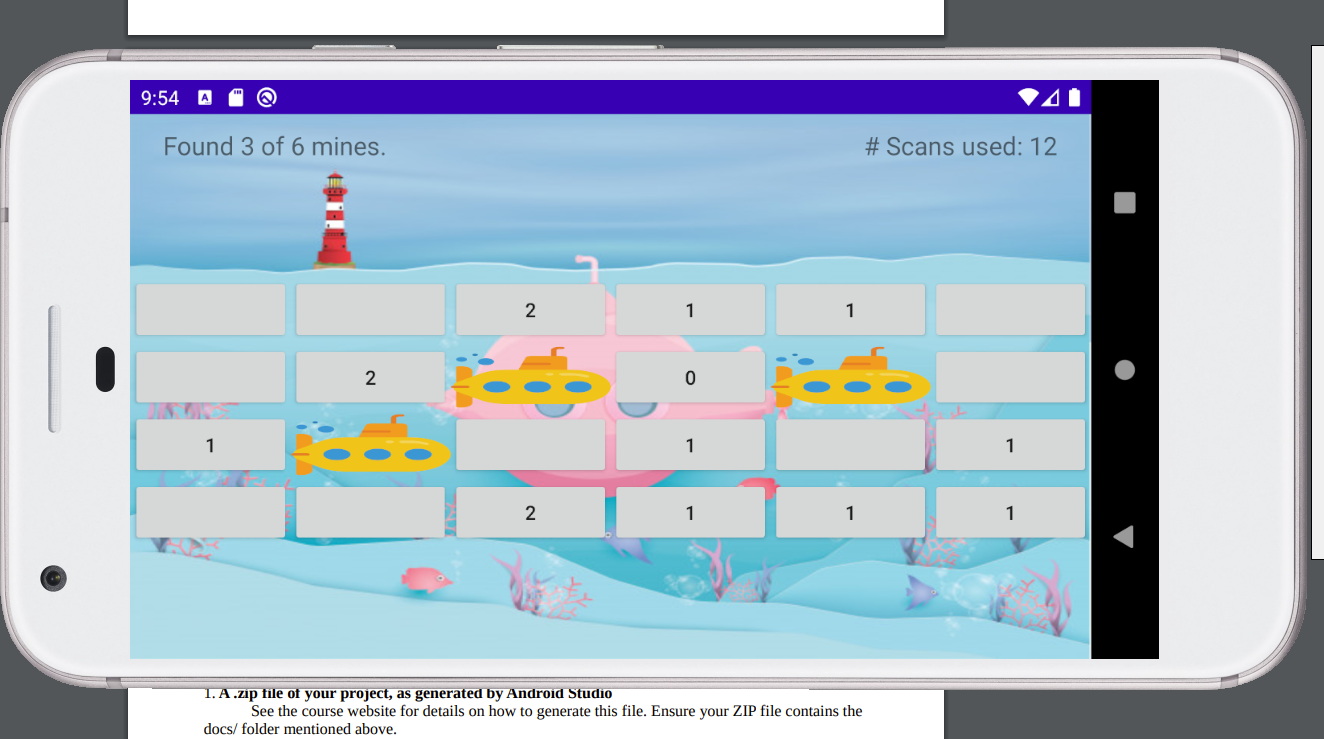 9:54 A
Found 3 of 6 mines. # Scans used: 12
2 1 1
2 0
1 1 1
2 1 1 1
1. A .zip file of your project, as generated by Android Studio
See the course website for details on how to generate this file. Ensure your ZIP file contains the
docs/ folder mentioned above.